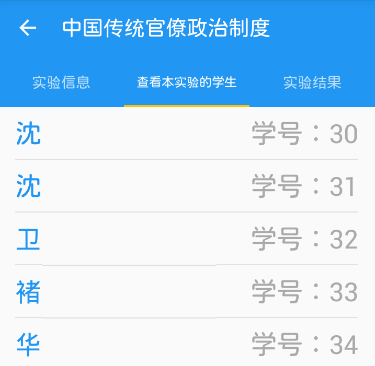 中国传统官僚政治制度
实验信息 查看本实验的学生 实验结果
沈 学号：30
沈 学号：31
卫 学号：32
褚 学号：33
华 学号：34